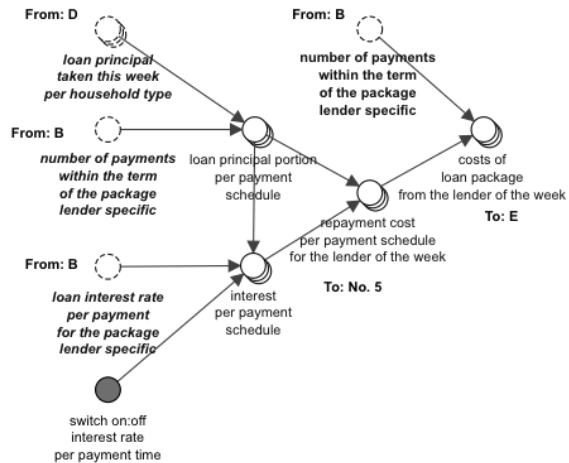 From: D
loan principal
taken this week
per household type
From: B
number of payments
within the term
of the package
lender specific
From: B
number of payments
within the term
of the package
lender specific
loan principal portion
per payment
schedule
costs of
loan package
from the lender of the week
To: E
repayment cost
per payment schedule
for the lender of the week
To: No. 5
From: B
loan interest rate
per payment
for the package
lender specific
interest
per payment
schedule
switch on:off
interest rate
per payment time